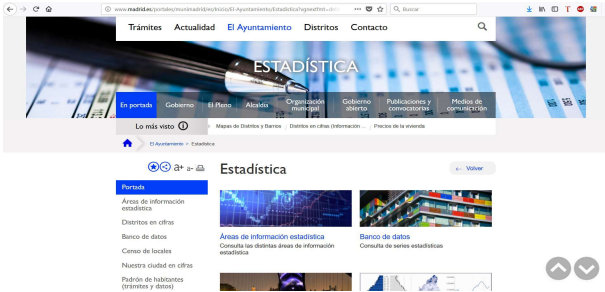 www.madrid.es/portales/munimadrid/es/Inicio/El-Ayuntamiento/Estadistica?vgnextfmt=
Buscar
Trámites Actualidad El Ayuntamiento Distritos Contacto
ESTADÍSTICA
En portada Gobierno El Pleno Alcaldía Organización municipal Gobierno abierto Publicaciones y convocatorias Medios de comunicación
Lo más visto Mapas de Distritos y Barrios Distritos en cifras (Información ... Precios de la vivienda
El Ayuntamiento > Estadística
a+ a-
Estadística
← Volver
Portada
Áreas de información
estadística
Distritos en cifras
Banco de datos
Censo de locales
Nuestra ciudad en cifras
Padrón de habitantes
(trámites y datos)
Áreas de información estadística
Consulta las distintas áreas de información
estadística
Banco de datos
Consulta de series estadísticas